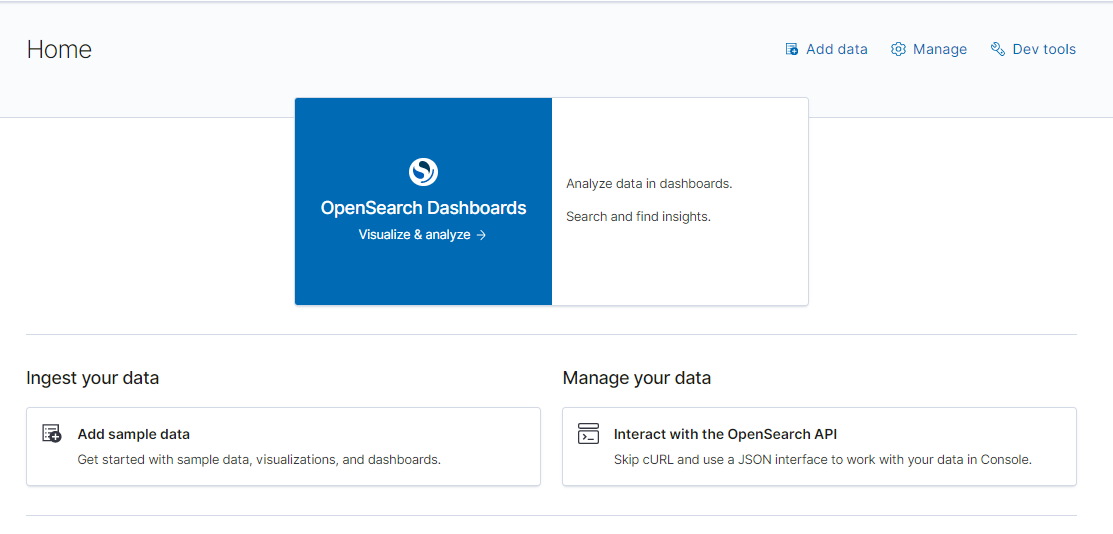 Home
Add data
Manage
Dev tools
OpenSearch Dashboards
Visualize & analyze →
Analyze data in dashboards.
Search and find insights.
Ingest your data
Add sample data
Get started with sample data, visualizations, and dashboards.
Manage your data
Interact with the OpenSearch API
Skip cURL and use a JSON interface to work with your data in Console.